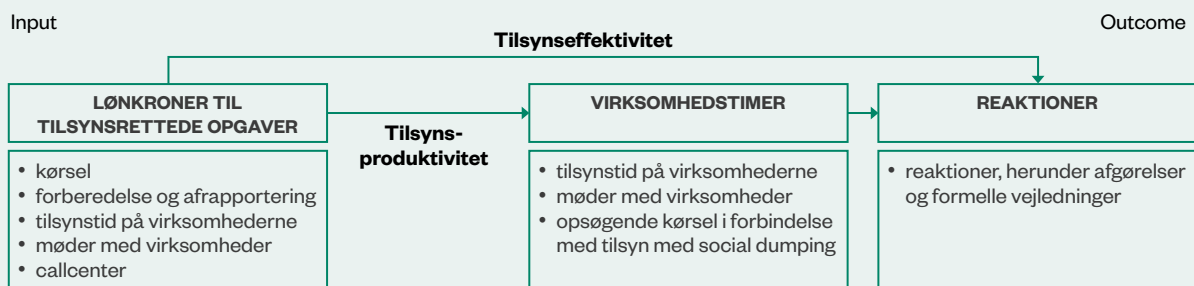 Input
Outcome
Tilsynseffektivitet
LØNKRONER TIL
TILSYNSRETTEDE OPGAVER
• kørsel
• forberedelse og afrapportering
• tilsynstid på virksomhederne
• møder med virksomheder
• callcenter
Tilsyns-
produktivitet
VIRKSOMHEDSTIMER
• tilsynstid på virksomhederne
• møder med virksomheder
• opsøgende kørsel i forbindelse
med tilsyn med social dumping
REAKTIONER
• reaktioner, herunder afgørelser
og formelle vejledninger